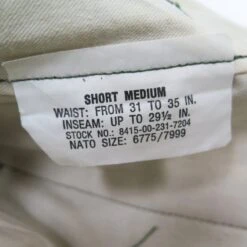 SHORT MEDIUM
WAIST: FROM 31 TO 35 IN.
INSEAM: UP TO 29½ IN.
STOCK NO.: 8415-00-231-7204
NATO SIZE: 6775/7999